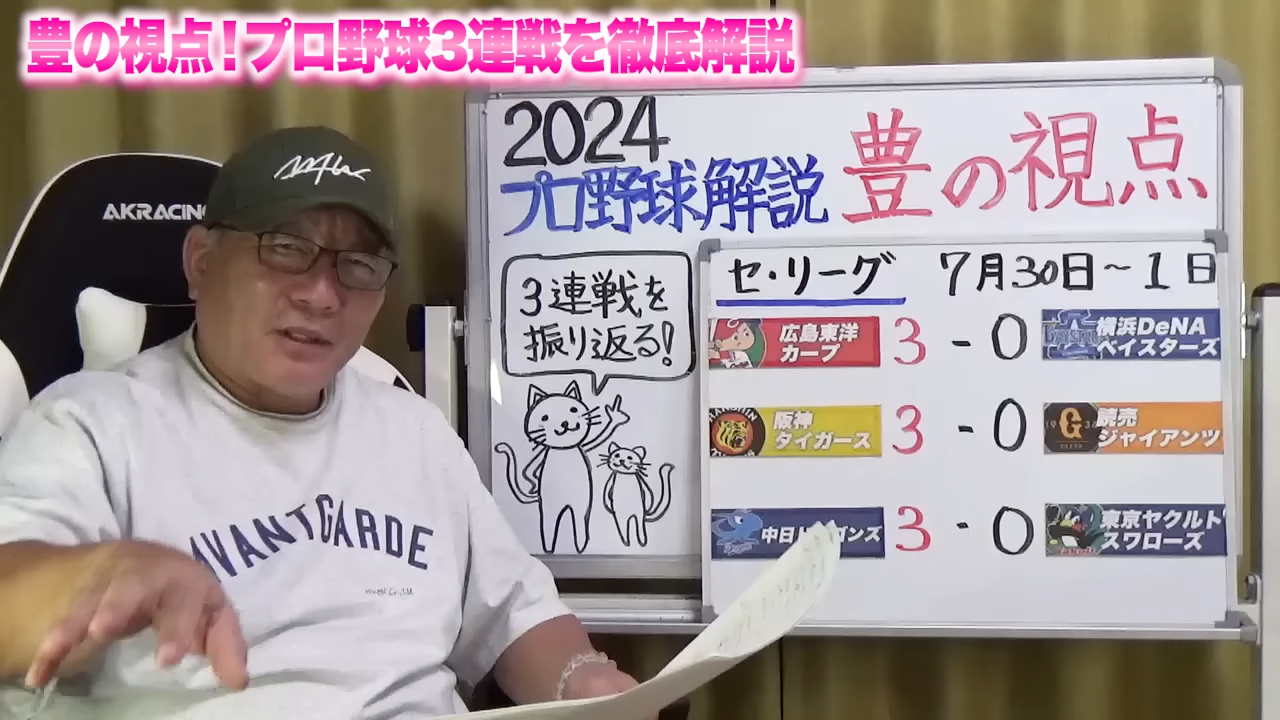 豊の視点！プロ野球3連戦を徹底解説
2024
プロ野球解説 豊の視点
AKRACING
3連戦を
振り返る!
セ・リーグ 7月30日～1日
広島東洋
カープ
3 - 0
横浜DeNA
ベイスターズ
阪神
タイガース
3 - 0
G
読売
ジャイアンツ
中日ド ゴンズ
3 - 0
東京ヤクルト
スワローズ
AVANTGARDE